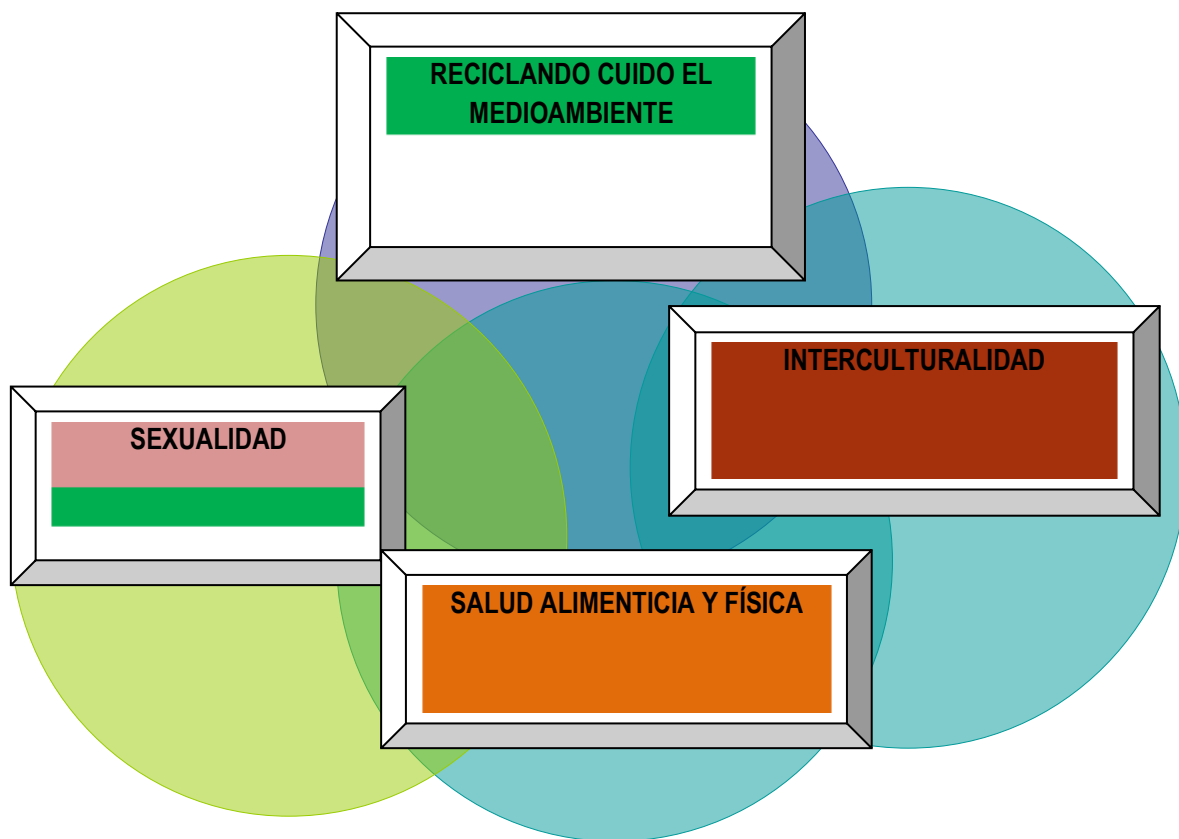 RECICLANDO CUIDO EL
MEDIOAMBIENTE
INTERCULTURALIDAD
SEXUALIDAD
SALUD ALIMENTICIA Y FÍSICA